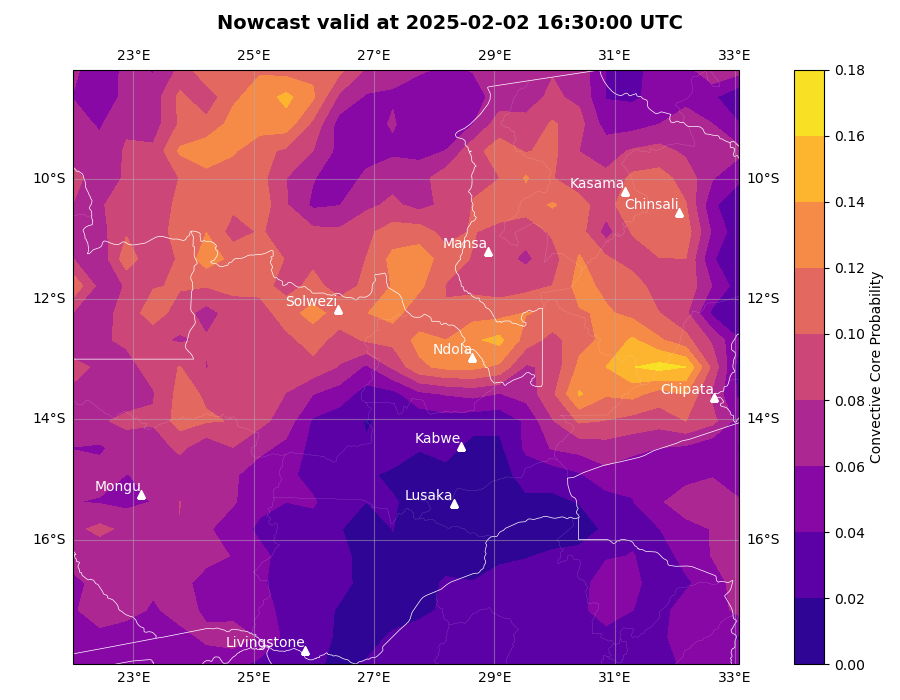 Nowcast valid at 2025-02-02 16:30:00 UTC
23°E 25°E 27°E 29°E 31°E 33°E
0.18
0.16
0.14
0.12
0.10
0.08
0.06
0.04
0.02
0.00
Convective Core Probability
10°S 10°S
12°S 12°S
14°S 14°S
16°S 16°S
Kasama
Chinsali
Mansa
Solwezi
Ndola
Chipata
Kabwe
Mongu
Lusaka
Livingstone
23°E 25°E 27°E 29°E 31°E 33°E